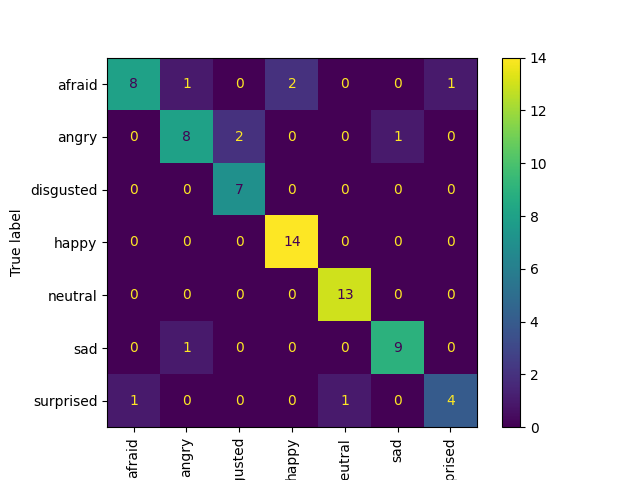 afraid 8 1 0 2 0 0 1
angry 0 8 2 0 0 1 0
disgusted 0 0 7 0 0 0 0
happy 0 0 0 14 0 0 0
neutral 0 0 0 0 13 0 0
sad 0 1 0 0 0 9 0
surprised 1 0 0 0 1 0 4
True label
afraid
angry
gusted
happy
eutral
sad
prised
14
12
10
8
6
4
2
0